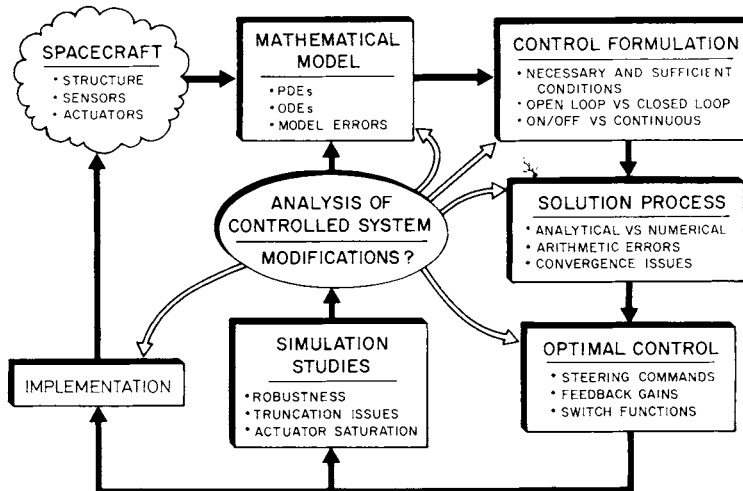 SPACECRAFT
• STRUCTURE
• SENSORS
• ACTUATORS
MATHEMATICAL
MODEL
• PDEs
• ODEs
• MODEL ERRORS
CONTROL FORMULATION
• NECESSARY AND SUFFICIENT
CONDITIONS
• OPEN LOOP VS CLOSED LOOP
• ON/OFF VS CONTINUOUS
ANALYSIS OF
CONTROLLED SYSTEM
MODIFICATIONS?
SOLUTION PROCESS
• ANALYTICAL VS NUMERICAL
• ARITHMETIC ERRORS
• CONVERGENCE ISSUES
IMPLEMENTATION
SIMULATION
STUDIES
• ROBUSTNESS
• TRUNCATION ISSUES
• ACTUATOR SATURATION
OPTIMAL CONTROL
• STEERING COMMANDS
• FEEDBACK GAINS
• SWITCH FUNCTIONS